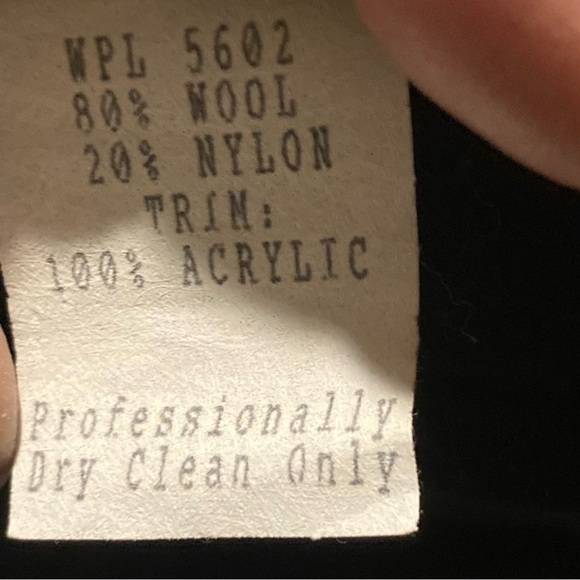 WPL 5602
80% WOOL
20% NYLON
TRIM:
100% ACRYLIC
Professionally
Dry Clean Only